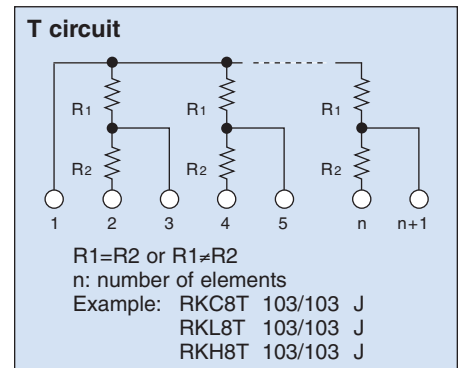 T circuit
R1 R1 R1
R2 R2 R2
1 2 3 4 5 n n+1
R1=R2 or R1≠R2
n: number of elements
Example: RKC8T 103/103 J
RKL8T 103/103 J
RKH8T 103/103 J